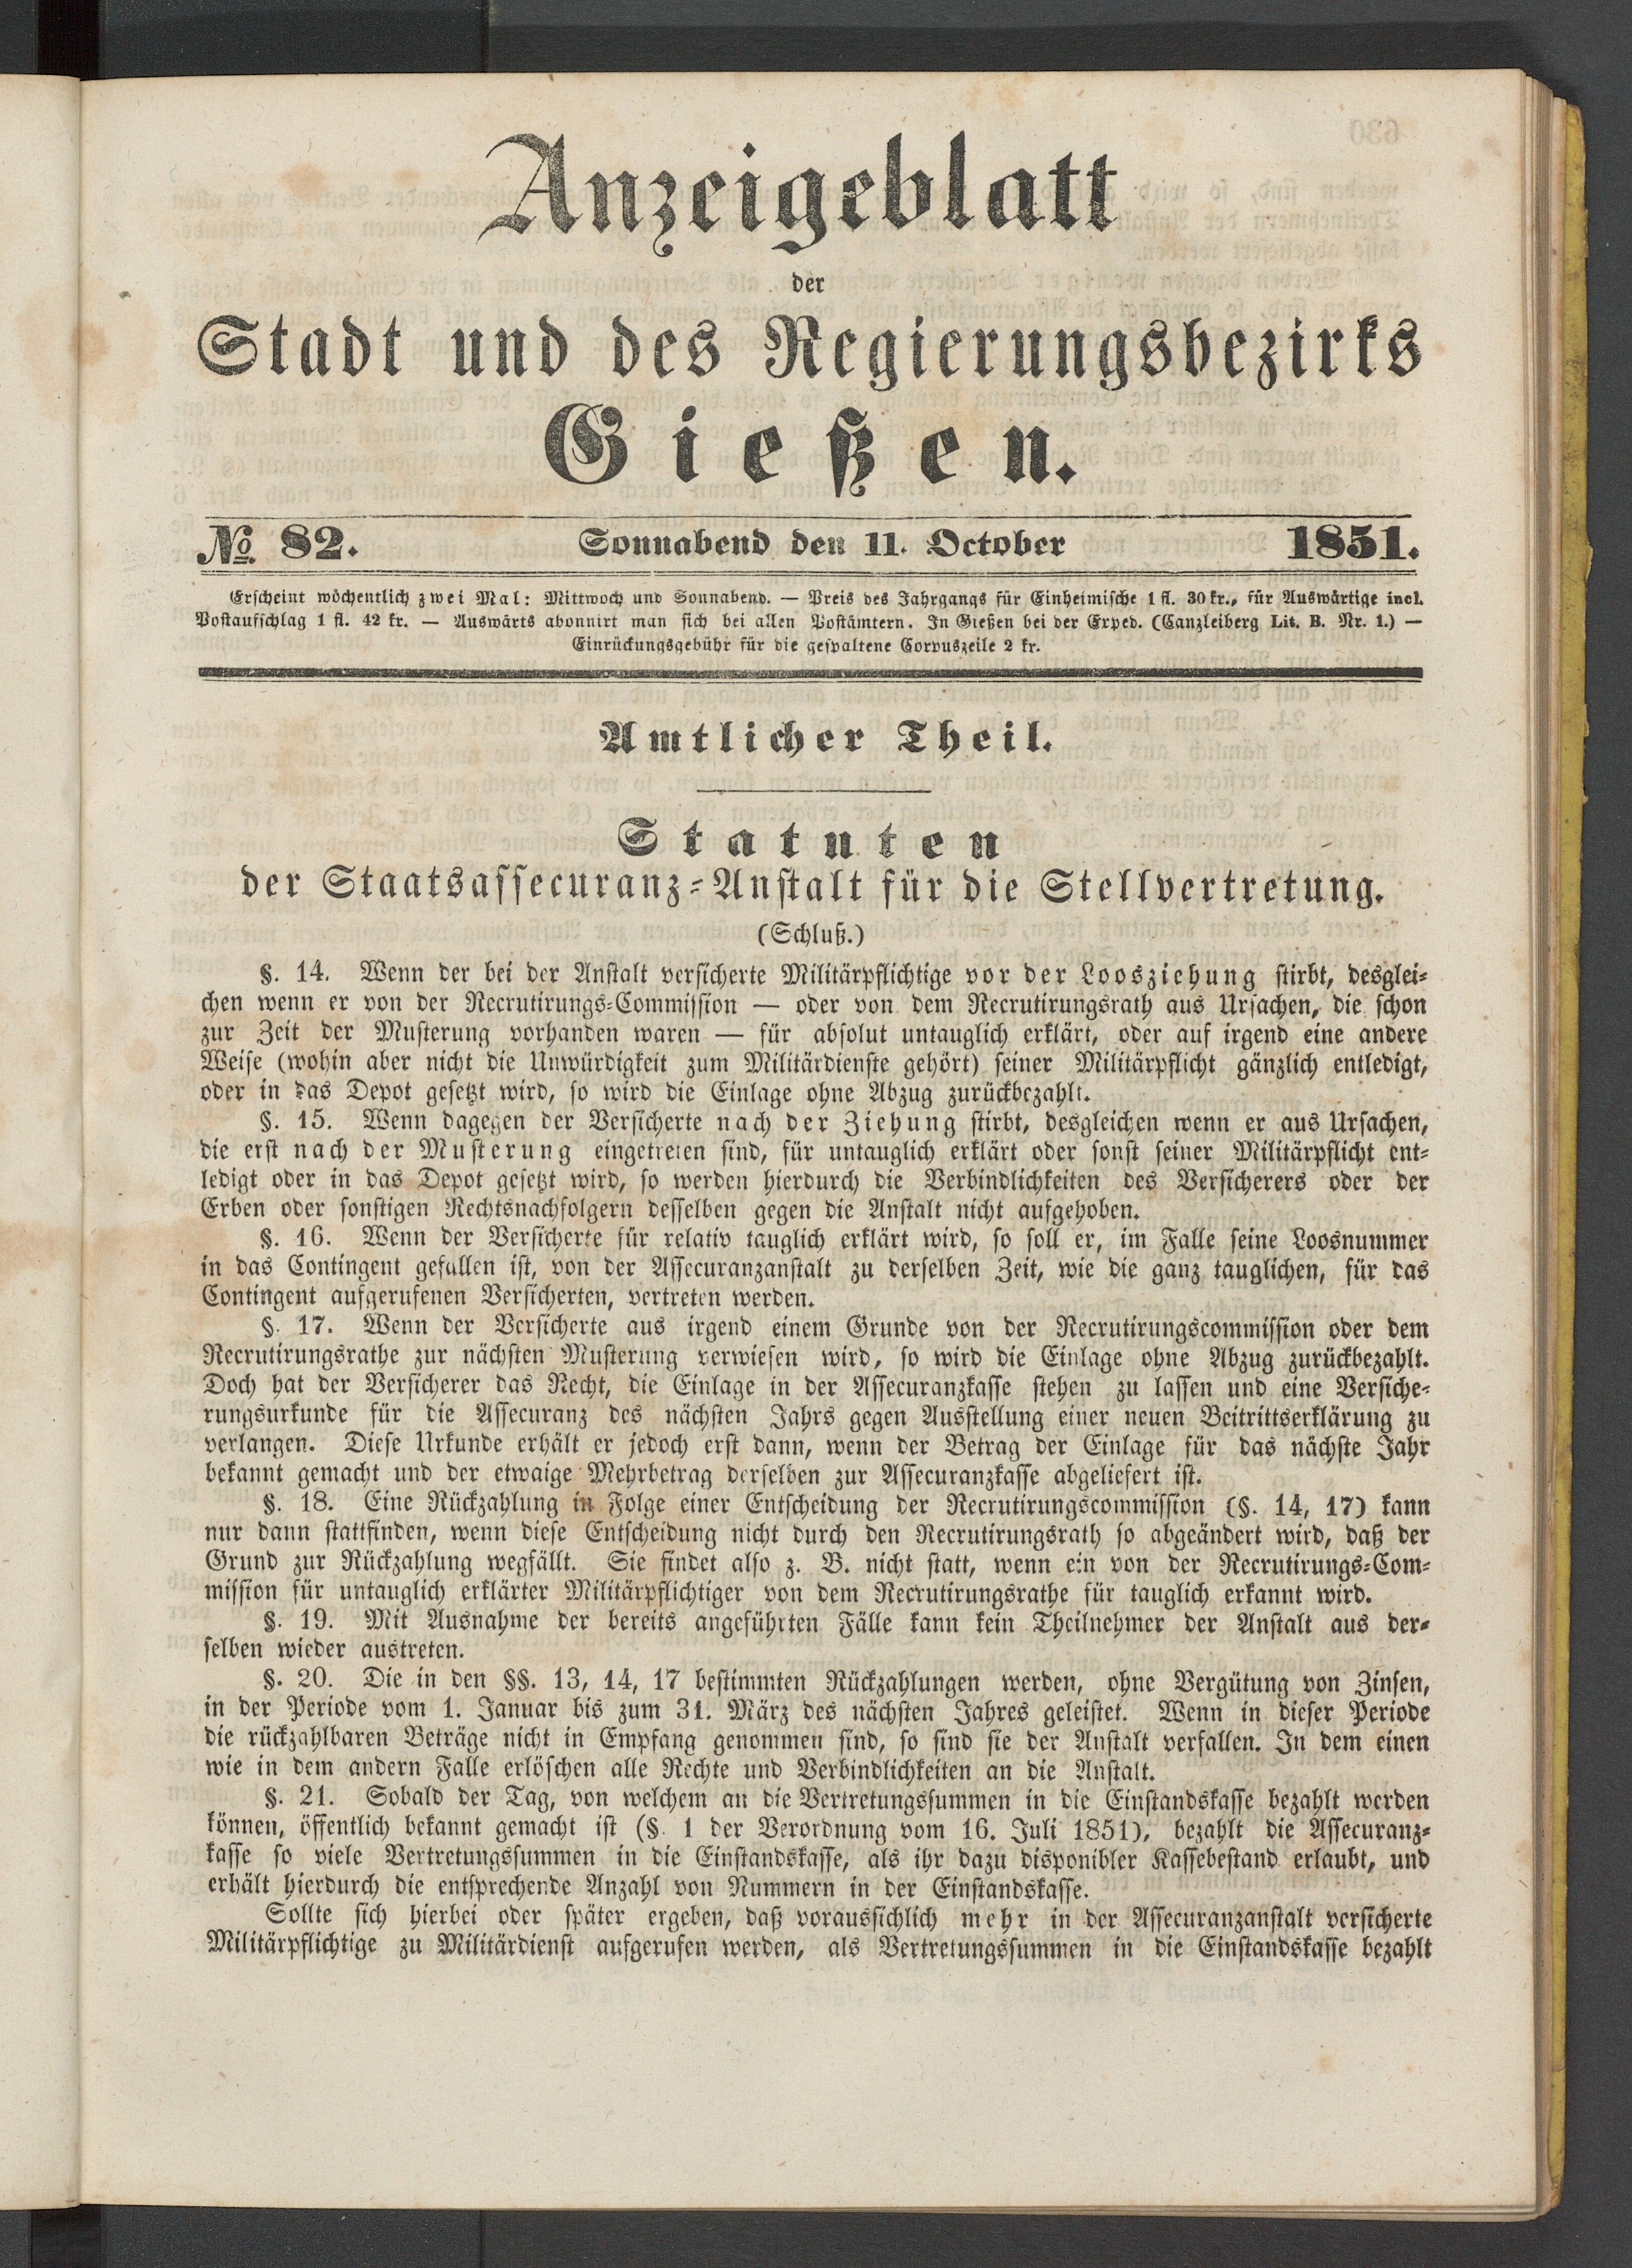 Anzeigeblatt
der
Stadt und des Regierungsbezirks
Gießen.
No. 82. Sonnabend den 11. October 1851.
Erscheint wöchentlich zwei Mal: Mittwoch und Sonnabend. — Preis des Jahrgangs für Einheimische 1 fl. 30 kr., für Auswärtige incl.
Postaufschlag 1 fl. 42 kr. — Auswärts abonnirt man sich bei allen Postämtern. In Gießen bei der Exped. (Canzleiberg Lit. B. Nr. 1.) —
Einrückungsgebühr für die gespaltene Corpuszeile 2 kr.
Amtlicher Theil.
Statuten
der Staatsassecuranz-Anstalt für die Stellvertretung.
(Schluß.)
§. 14. Wenn der bei der Anstalt versicherte Militärpflichtige vor der Loosziehung stirbt, desglei-
chen wenn er von der Recrutirungs-Commission — oder von dem Recrutirungsrath aus Ursachen, die schon
zur Zeit der Musterung vorhanden waren — für absolut untauglich erklärt, oder auf irgend eine andere
Weise (wohin aber nicht die Unwürdigkeit zum Militärdienste gehört) seiner Militärpflicht gänzlich entledigt,
oder in das Depot gesetzt wird, so wird die Einlage ohne Abzug zurückbezahlt.
§. 15. Wenn dagegen der Versicherte nach der Ziehung stirbt, desgleichen wenn er aus Ursachen,
die erst nach der Musterung eingetreten sind, für untauglich erklärt oder sonst seiner Militärpflicht ent-
ledigt oder in das Depot gesetzt wird, so werden hierdurch die Verbindlichkeiten des Versicherers oder der
Erben oder sonstigen Rechtsnachfolgern desselben gegen die Anstalt nicht aufgehoben.
§. 16. Wenn der Versicherte für relativ tauglich erklärt wird, so soll er, im Falle seine Loosnummer
in das Contingent gefallen ist, von der Assecuranzanstalt zu derselben Zeit, wie die ganz tauglichen, für das
Contingent aufgerufenen Versicherten, vertreten werden.
§. 17. Wenn der Versicherte aus irgend einem Grunde von der Recrutirungscommission oder dem
Recrutirungsrathe zur nächsten Musterung verwiesen wird, so wird die Einlage ohne Abzug zurückbezahlt.
Doch hat der Versicherer das Recht, die Einlage in der Assecuranzkasse stehen zu lassen und eine Versiche-
rungsurkunde für die Assecuranz des nächsten Jahrs gegen Ausstellung einer neuen Beitrittserklärung zu
verlangen. Diese Urkunde erhält er jedoch erst dann, wenn der Betrag der Einlage für das nächste Jahr
bekannt gemacht und der etwaige Mehrbetrag derselben zur Assecuranzkasse abgeliefert ist.
§. 18. Eine Rückzahlung in Folge einer Entscheidung der Recrutirungscommission (§. 14, 17) kann
nur dann stattfinden, wenn diese Entscheidung nicht durch den Recrutirungsrath so abgeändert wird, daß der
Grund zur Rückzahlung wegfällt. Sie findet also z. B. nicht statt, wenn ein von der Recrutirungs-Com-
mission für untauglich erklärter Militärpflichtiger von dem Recrutirungsrathe für tauglich erkannt wird.
§. 19. Mit Ausnahme der bereits angeführten Fälle kann kein Theilnehmer der Anstalt aus der-
selben wieder austreten.
§. 20. Die in den §§. 13, 14, 17 bestimmten Rückzahlungen werden, ohne Vergütung von Zinsen,
in der Periode vom 1. Januar bis zum 31. März des nächsten Jahres geleistet. Wenn in dieser Periode
die rückzahlbaren Beträge nicht in Empfang genommen sind, so sind sie der Anstalt verfallen. In dem einen
wie in dem andern Falle erlöschen alle Rechte und Verbindlichkeiten an die Anstalt.
§. 21. Sobald der Tag, von welchem an die Vertretungssummen in die Einstandskasse bezahlt werden
können, öffentlich bekannt gemacht ist (§. 1 der Verordnung vom 16. Juli 1851), bezahlt die Assecuranz-
kasse so viele Vertretungssummen in die Einstandskasse, als ihr dazu disponibler Kassebestand erlaubt, und
erhält hierdurch die entsprechende Anzahl von Nummern in der Einstandskasse.
Sollte sich hierbei oder später ergeben, daß voraussichlich mehr in der Assecuranzanstalt versicherte
Militärpflichtige zu Militärdienst aufgerufen werden, als Vertretungssummen in die Einstandskasse bezahlt